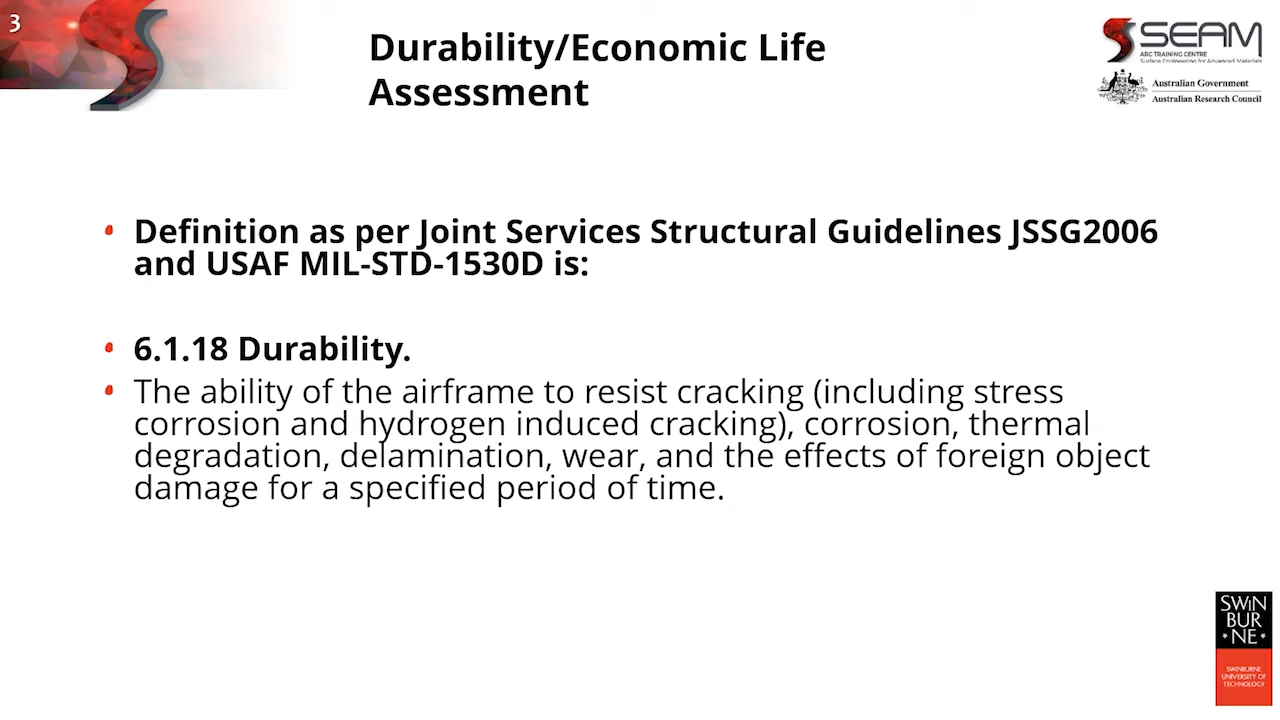 3
Durability/Economic Life
Assessment
SEAM
ARC TRAINING CENTRE
Surface Engineering for Advanced Materials
Australian Government
Australian Research Council
• Definition as per Joint Services Structural Guidelines JSSG2006
and USAF MIL-STD-1530D is:
• 6.1.18 Durability.
• The ability of the airframe to resist cracking (including stress
corrosion and hydrogen induced cracking), corrosion, thermal
degradation, delamination, wear, and the effects of foreign object
damage for a specified period of time.
SWiN
BUR
* NE *
SWINBURNE
UNIVERSITY OF
TECHNOLOGY